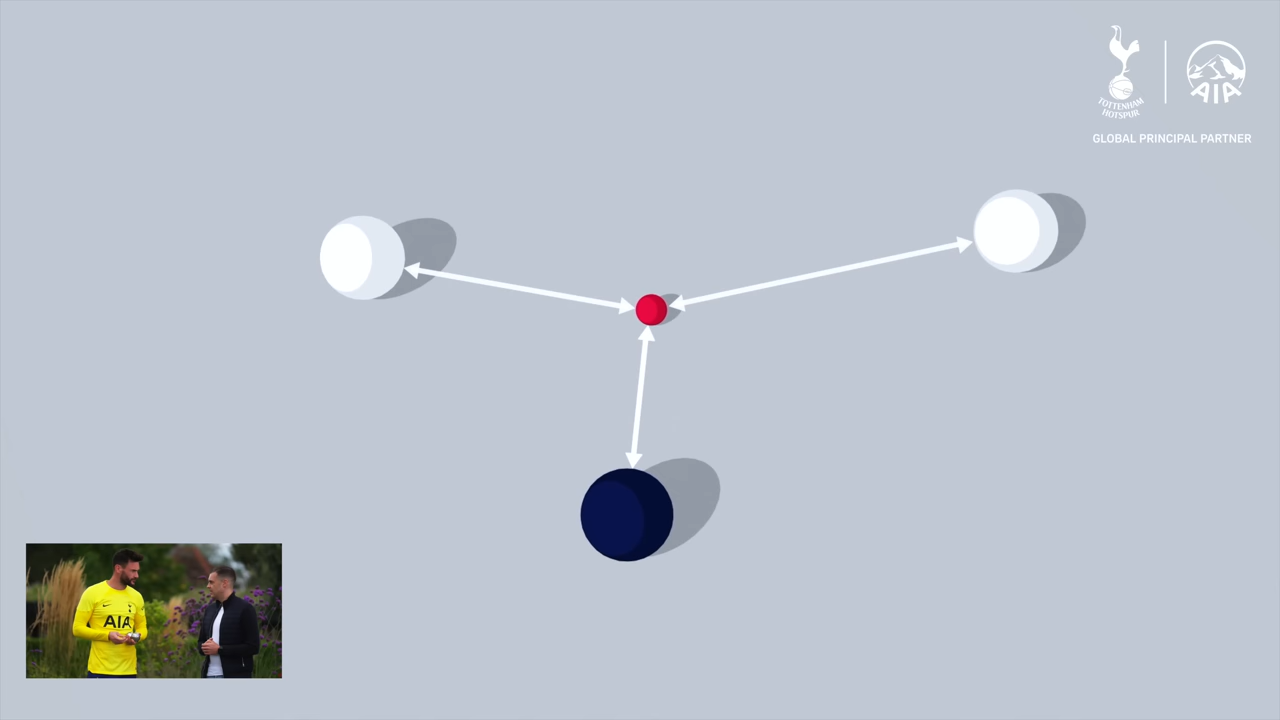 TOTTENHAM
HOTSPUR
AIA
GLOBAL PRINCIPAL PARTNER
AIA